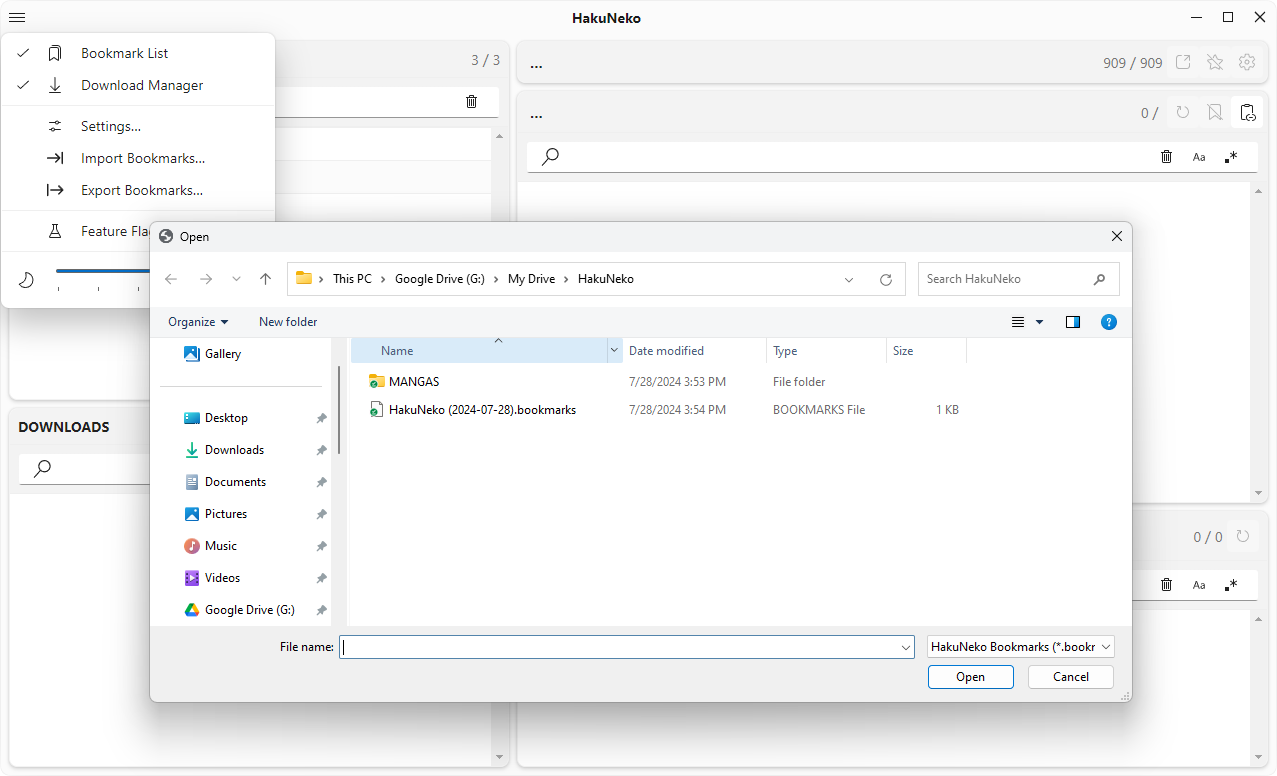 HakuNeko
Bookmark List
Download Manager
Settings...
Import Bookmarks...
Export Bookmarks...
Feature Fla
3 / 3
...
909 / 909
...
0 /
Aa
Open
This PC
Google Drive (G:)
My Drive
HakuNeko
Search HakuNeko
Organize
New folder
?
Gallery
Desktop
Downloads
Documents
Pictures
Music
Videos
Google Drive (G:)
Name Date modified Type Size
MANGAS 7/28/2024 3:53 PM File folder
HakuNeko (2024-07-28).bookmarks 7/28/2024 3:54 PM BOOKMARKS File 1 KB
File name:
HakuNeko Bookmarks (*.bookr
Open
Cancel
DOWNLOADS
0 / 0
Aa